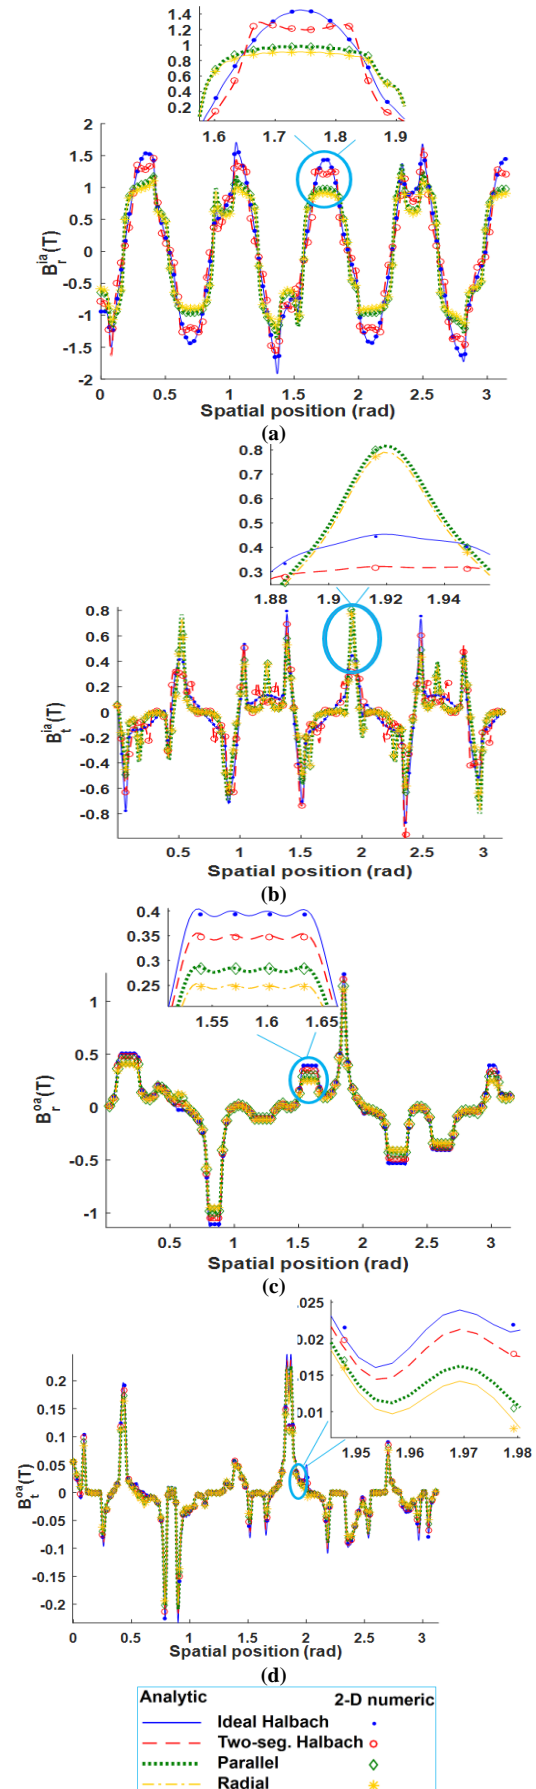 1.4
1.2
1
0.8
0.6
0.4
0.2
1.6 1.7 1.8 1.9
2
1.5
1
0.5
0
-0.5
-1
-1.5
-2
B_r^ia(T)
0 0.5 1 1.5 2 2.5 3
Spatial position (rad)
(a)
0.8
0.7
0.6
0.5
0.4
0.3
1.88 1.9 1.92 1.94
0.8
0.6
0.4
0.2
0
-0.2
-0.4
-0.6
-0.8
B_t^ia(T)
0.5 1 1.5 2 2.5 3
Spatial position (rad)
(b)
0.4
0.35
0.3
0.25
1.55 1.6 1.65
1
0.5
0
-0.5
-1
B_r^oa(T)
0.5 1 1.5 2 2.5 3
Spatial position (rad)
(c)
.025
0.02
.015
0.01
1.95 1.96 1.97 1.98
0.2
0.15
0.1
0.05
0
-0.05
-0.1
-0.15
-0.2
B_t^oa(T)
0 0.5 1 1.5 2 2.5 3
Spatial position (rad)
(d)
Analytic 2-D numeric
Ideal Halbach
Two-seg. Halbach
Parallel
Radial